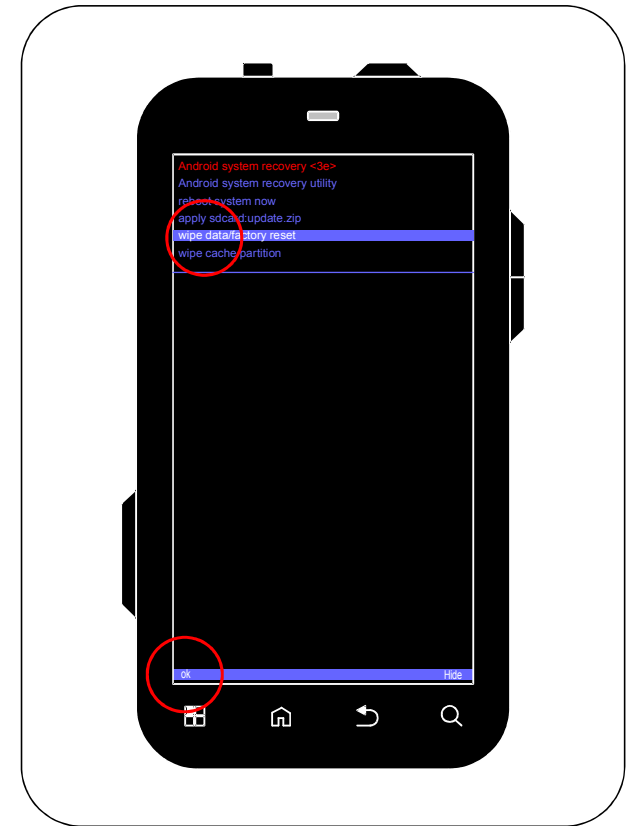 Android system recovery <3e>
Android system recovery utility
reboot system now
apply sdcard:update.zip
wipe data/factory reset
wipe cache partition
ok Hide